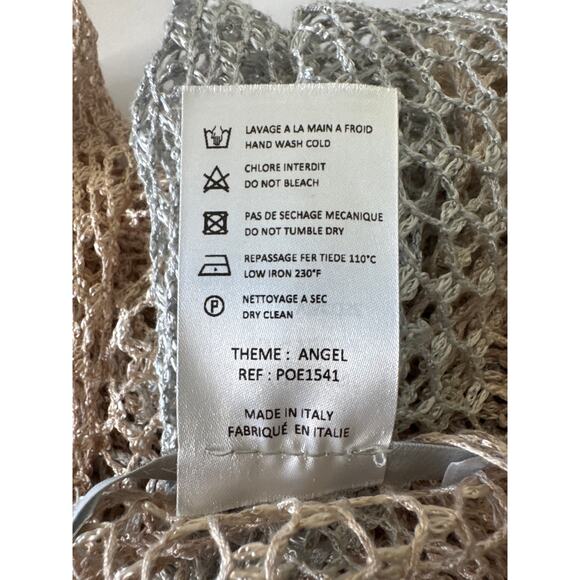 LAVAGE A LA MAIN A FROID
HAND WASH COLD
CHLORE INTERDIT
DO NOT BLEACH
PAS DE SECHAGE MECANIQUE
DO NOT TUMBLE DRY
REPASSAGE FER TIEDE 110°C
LOW IRON 230°F
P
NETTOYAGE A SEC
DRY CLEAN
THEME : ANGEL
REF : POE1541
MADE IN ITALY
FABRIQUÉ EN ITALIE